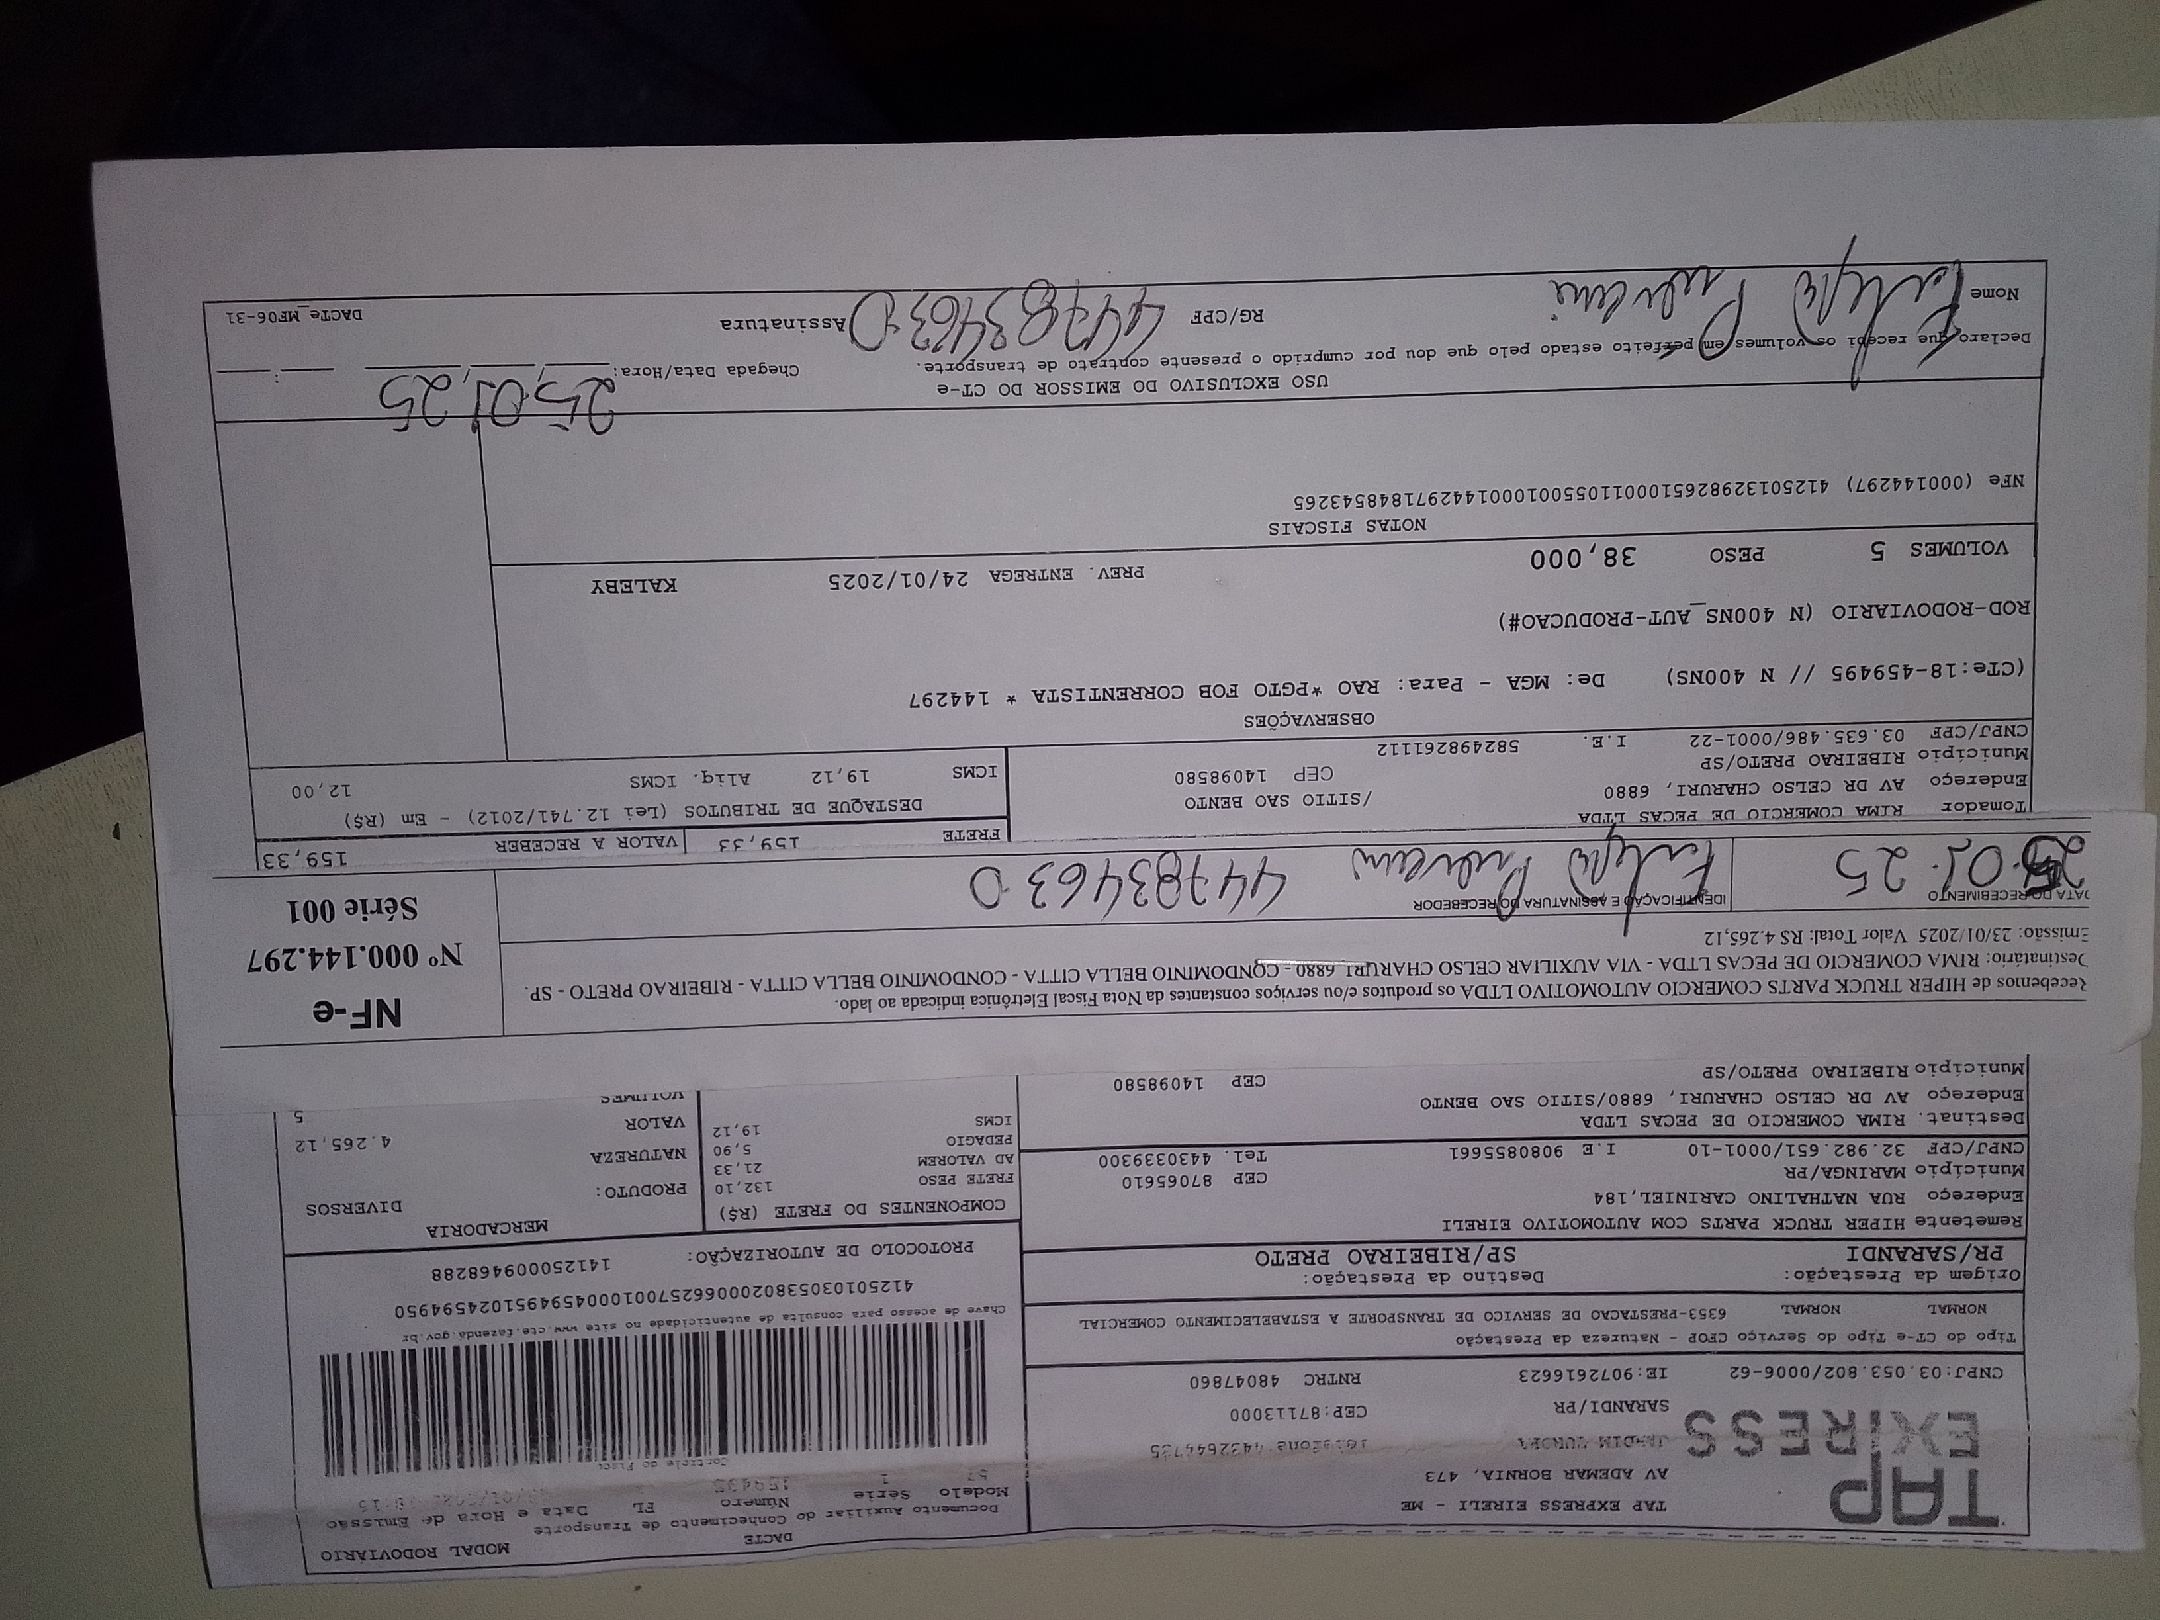 TAP
EXPRESS
TAP EXPRESS EIRELI - ME
AV ADEMAR BORNIA, 473
JARDIM EUROPA Telefone 4432644735
SARANDI/PR CEP:87113000
CNPJ:03.053.802/0006-62 IE:9072616623 RNTRC 48047860
DACTE MODAL RODOVIÁRIO
Documento Auxiliar do Conhecimento de Transporte
Modelo Série Número FL Data e Hora de Emissão
57 1
Controle do Fisco
Chave de acesso para consulta de autenticidade no site www.cte.fazenda.gov.br
41250103053802000662570010004594951024594950
PROTOCOLO DE AUTORIZAÇÃO: 141250009468288
Tipo do CT-e Tipo do Serviço CFOP - Natureza da Prestação
NORMAL NORMAL 6353-PRESTACAO DE SERVICO DE TRANSPORTE A ESTABELECIMENTO COMERCIAL
Origem da Prestação: Destino da Prestação:
PR/SARANDI SP/RIBEIRAO PRETO
Remetente HIPER TRUCK PARTS COM AUTOMOTIVO EIRELI
Endereço RUA NATHALINO CARINIEL,184
Município MARINGA/PR CEP 87065610
CNPJ/CPF 32.982.651/0001-10 I.E 9080855661 Tel. 4430339300
Destinat. RIMA COMERCIO DE PECAS LTDA
Endereço AV DR CELSO CHARURI, 6880/SITIO SAO BENTO
Município RIBEIRAO PRETO/SP CEP 14098580
COMPONENTES DO FRETE (R$)
FRETE PESO 132,10
AD VALOREM 21,33
PEDAGIO 5,90
ICMS 19,12
MERCADORIA
PRODUTO: DIVERSOS
NATUREZA
VALOR 4.265,12
VOLUMES 5
Recebemos de HIPER TRUCK PARTS COMERCIO AUTOMOTIVO LTDA os produtos e/ou serviços constantes da Nota Fiscal Eletrônica indicada ao lado.
Destinatário: RIMA COMERCIO DE PECAS LTDA - VIA AUXILIAR CELSO CHARURI, 6880 - CONDOMINIO BELLA CITTA - CONDOMINIO BELLA CITTA - RIBEIRAO PRETO - SP.
Emissão: 23/01/2025 Valor Total: R$ 4.265,12
DATA DO RECEBIMENTO IDENTIFICAÇÃO E ASSINATURA DO RECEBEDOR
25.01.25 447834630
NF-e
Nº 000.144.297
Série 001
Tomador RIMA COMERCIO DE PECAS LTDA
Endereço AV DR CELSO CHARURI, 6880 /SITIO SAO BENTO
Município RIBEIRAO PRETO/SP CEP 14098580
CNPJ/CPF 03.635.486/0001-22 I.E. 582498261112
FRETE 159,33 VALOR A RECEBER 159,33
DESTAQUE DE TRIBUTOS (Lei 12.741/2012) - Em (R$)
ICMS 19,12 Aliq. ICMS 12,00
OBSERVAÇÕES
(CTe:18-459495 // N 400NS) De: MGA - Para: RAO *PGTO FOB CORRENTISTA * 144297
ROD-RODOVIARIO (N 400NS_AUT-PRODUCAO#)
PREV. ENTREGA 24/01/2025 KALEBY
VOLUMES 5 PESO 38,000
NOTAS FISCAIS
NFe (000144297) 41250132982651000110550010001442971848543265
USO EXCLUSIVO DO EMISSOR DO CT-e
Declaro que recebi os volumes em perfeito estado pelo que dou por cumprido o presente contrato de transporte.
Chegada Data/Hora: 25,01,25
Nome RG/CPF 447834630 Assinatura
DACTe_MF06-31